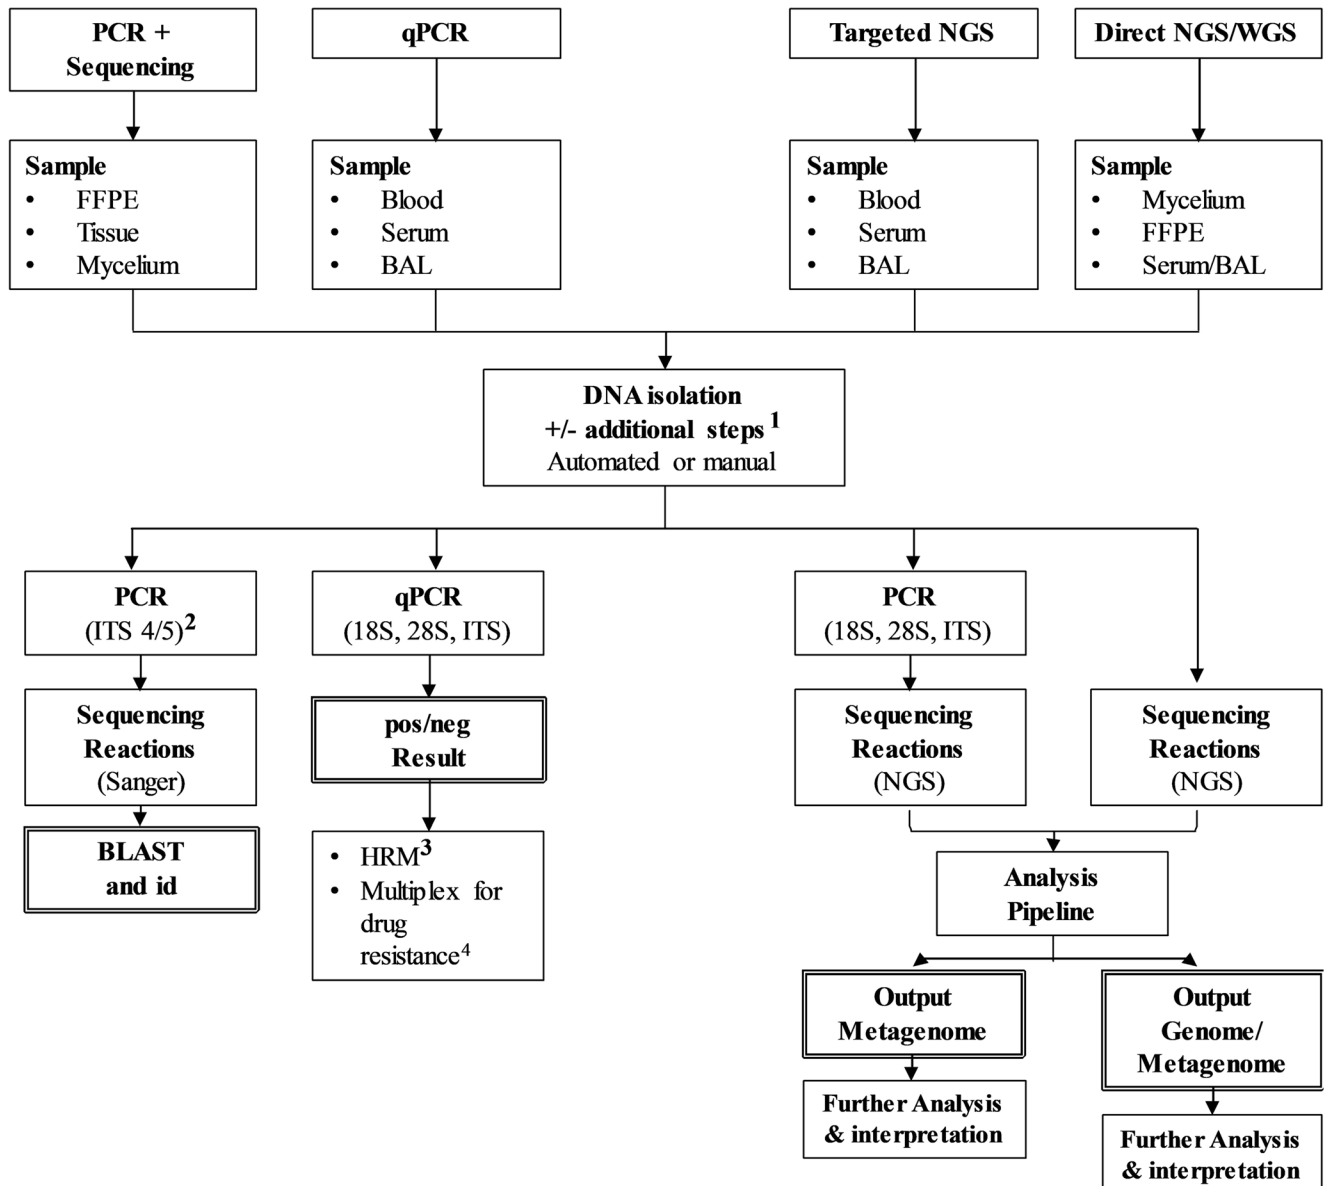 PCR +
Sequencing
qPCR
Targeted NGS
Direct NGS/WGS
Sample
• FFPE
• Tissue
• Mycelium
Sample
• Blood
• Serum
• BAL
Sample
• Blood
• Serum
• BAL
Sample
• Mycelium
• FFPE
• Serum/BAL
DNA isolation
+/- additional steps¹
Automated or manual
PCR
(ITS 4/5)²
qPCR
(18S, 28S, ITS)
PCR
(18S, 28S, ITS)
Sequencing
Reactions
(Sanger)
pos/neg
Result
Sequencing
Reactions
(NGS)
Sequencing
Reactions
(NGS)
BLAST
and id
• HRM³
• Multiplex for
drug
resistance⁴
Analysis
Pipeline
Output
Metagenome
Output
Genome/
Metagenome
Further Analysis
& interpretation
Further Analysis
& interpretation